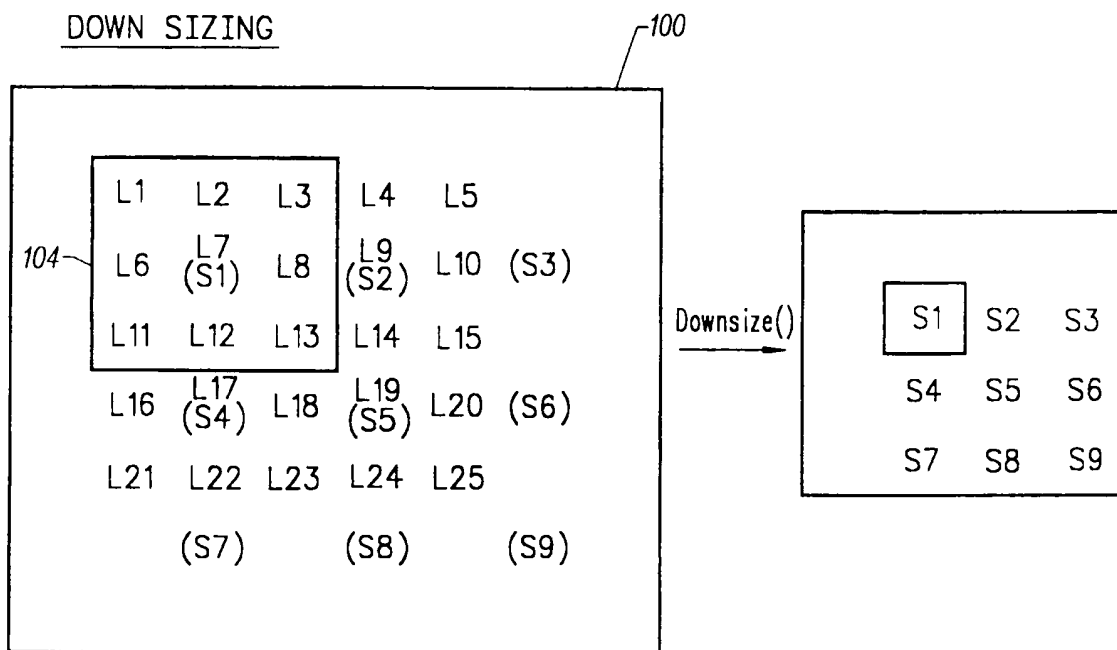 DOWN SIZING
100
L1 L2 L3 L4 L5
104
L6 L7 L8 L9 L10 (S3)
(S1) (S2)
L11 L12 L13 L14 L15
L16 L17 L18 L19 L20 (S6)
(S4) (S5)
L21 L22 L23 L24 L25
(S7) (S8) (S9)
Downsize()
S1 S2 S3
S4 S5 S6
S7 S8 S9